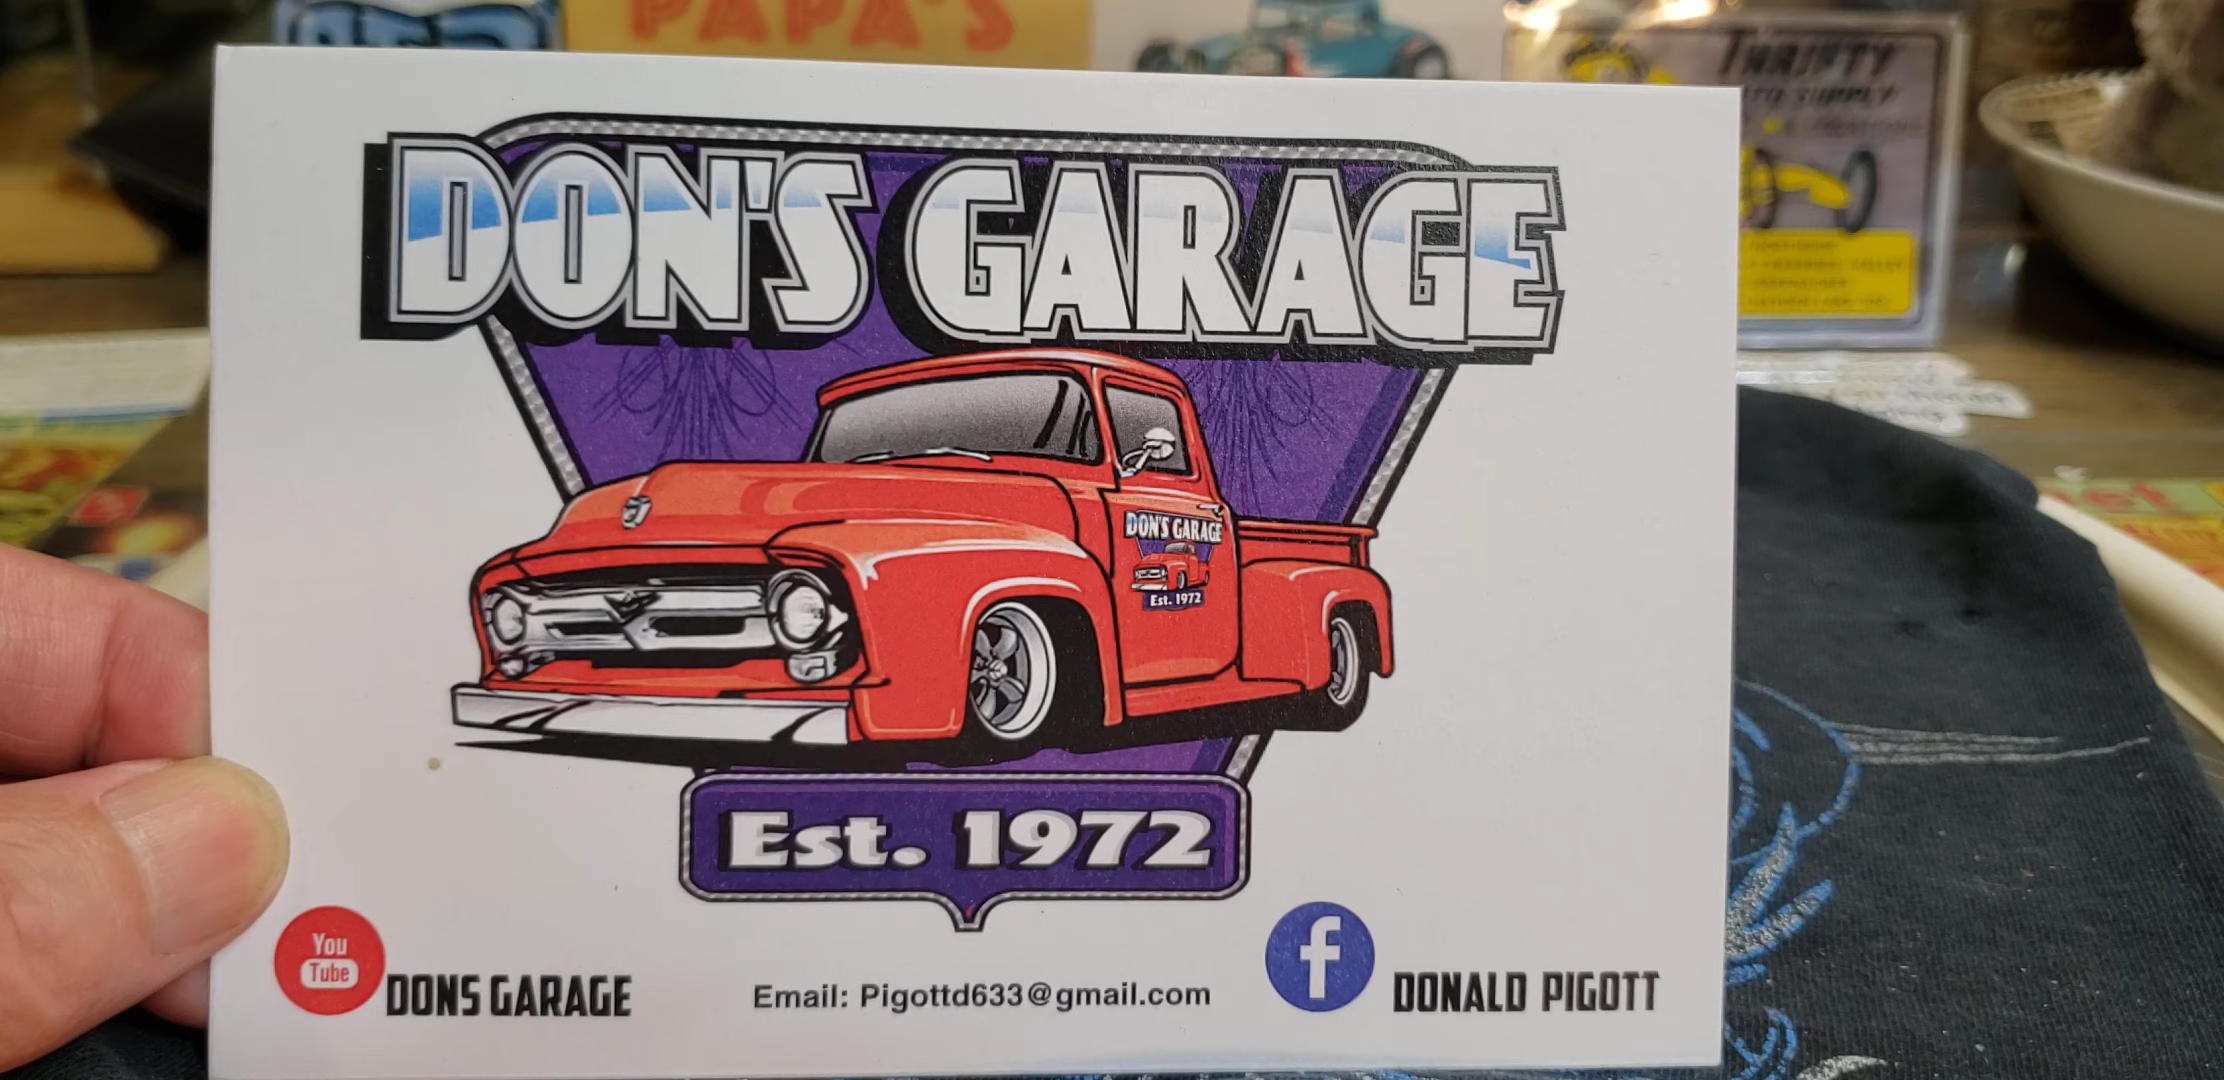 PAPA'S
THRIFTY
DON'S GARAGE
DON'S GARAGE
Est. 1972
Est. 1972
You
Tube
DONS GARAGE
Email: Pigottd633@gmail.com
f
DONALD PIGOTT